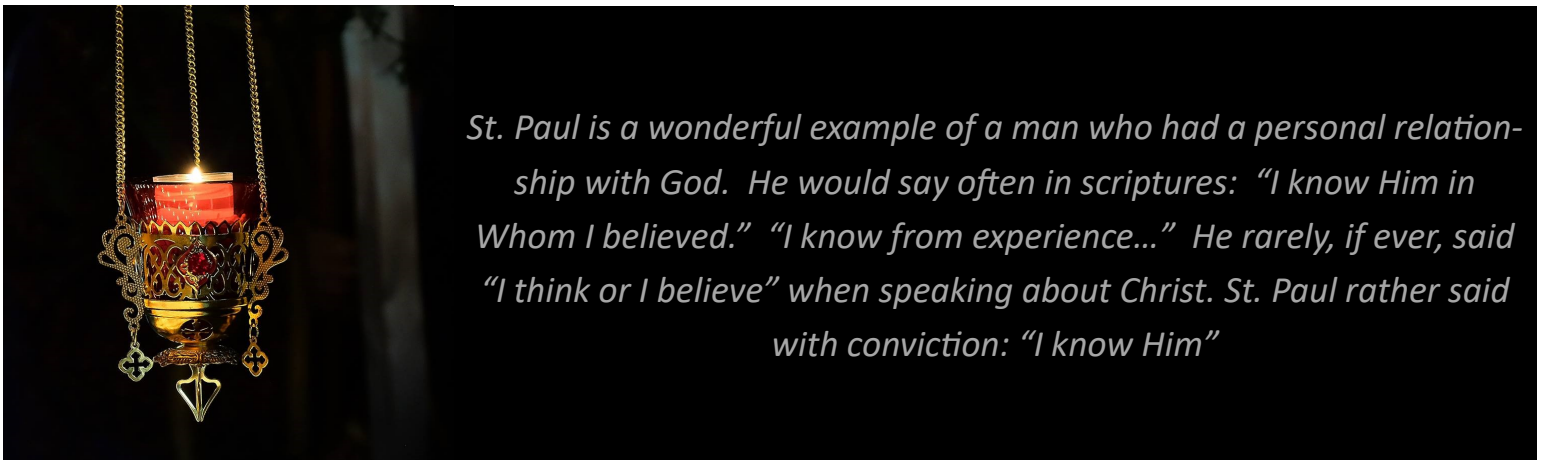 St. Paul is a wonderful example of a man who had a personal relation-
ship with God.  He would say often in scriptures:  “I know Him in
Whom I believed.”  “I know from experience…”  He rarely, if ever, said
“I think or I believe” when speaking about Christ. St. Paul rather said
with conviction: “I know Him”